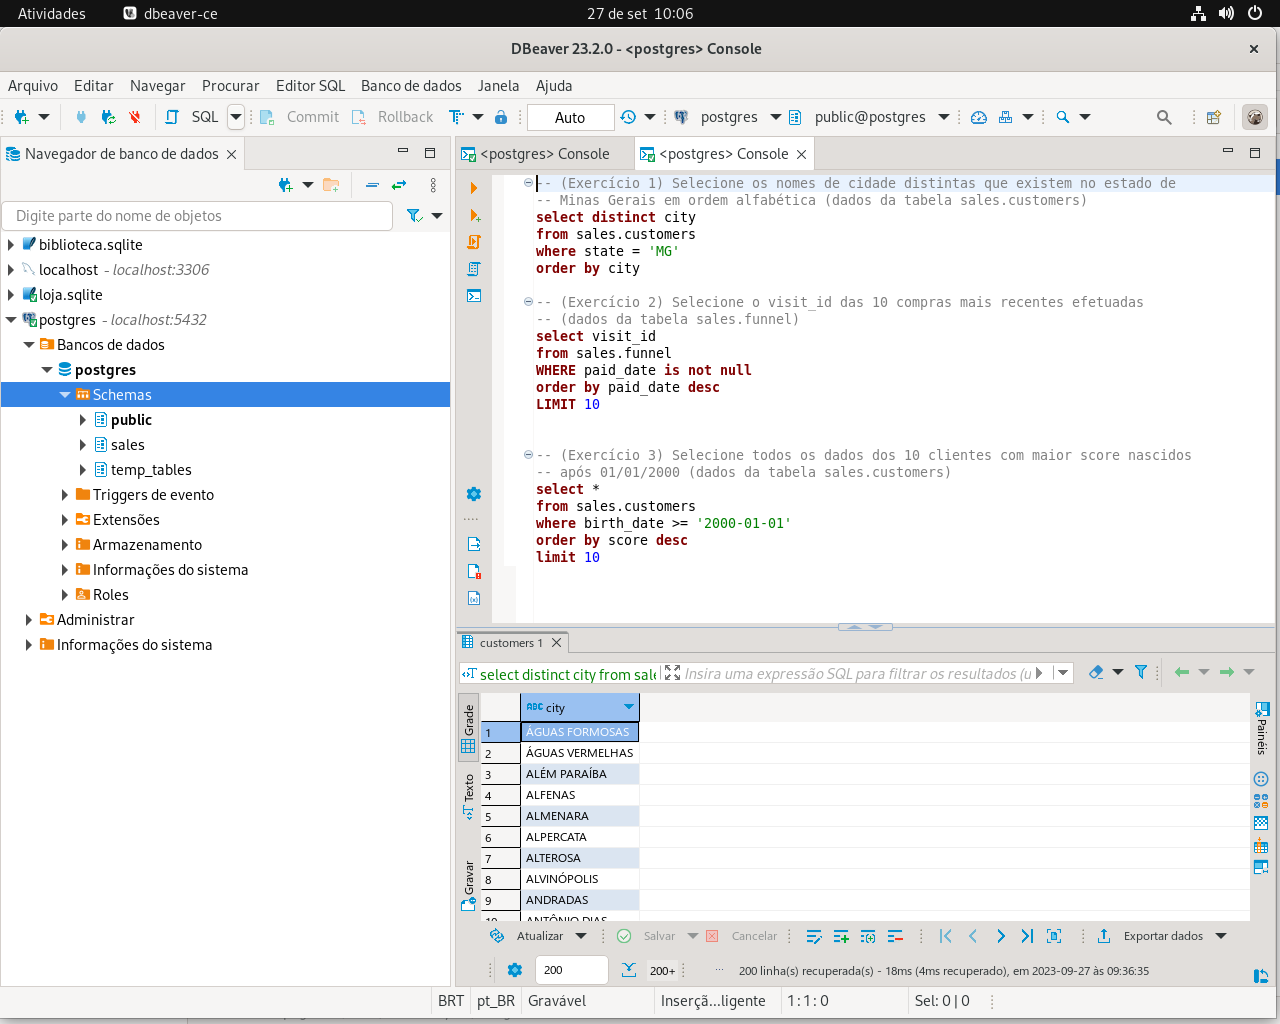 Atividades
dbeaver-ce
27 de set 10:06
DBeaver 23.2.0 - <postgres> Console
Arquivo Editar Navegar Procurar Editor SQL Banco de dados Janela Ajuda
SQL Commit Rollback Auto postgres public@postgres
Navegador de banco de dados
Digite parte do nome de objetos
biblioteca.sqlite
localhost - localhost:3306
loja.sqlite
postgres - localhost:5432
Bancos de dados
postgres
Schemas
public
sales
temp_tables
Triggers de evento
Extensões
Armazenamento
Informações do sistema
Roles
Administrar
Informações do sistema
<postgres> Console
<postgres> Console
-- (Exercício 1) Selecione os nomes de cidade distintas que existem no estado de
-- Minas Gerais em ordem alfabética (dados da tabela sales.customers)
select distinct city
from sales.customers
where state = 'MG'
order by city
-- (Exercício 2) Selecione o visit_id das 10 compras mais recentes efetuadas
-- (dados da tabela sales.funnel)
select visit_id
from sales.funnel
WHERE paid_date is not null
order by paid_date desc
LIMIT 10
-- (Exercício 3) Selecione todos os dados dos 10 clientes com maior score nascidos
-- após 01/01/2000 (dados da tabela sales.customers)
select *
from sales.customers
where birth_date >= '2000-01-01'
order by score desc
limit 10
customers 1
select distinct city from sale
Insira uma expressão SQL para filtrar os resultados (u
Grade
Texto
Gravar
Painéis
ABC city
1 ÁGUAS FORMOSAS
2 ÁGUAS VERMELHAS
3 ALÉM PARAÍBA
4 ALFENAS
5 ALMENARA
6 ALPERCATA
7 ALTEROSA
8 ALVINÓPOLIS
9 ANDRADAS
10 ANTÔNIO DIAS
Atualizar Salvar Cancelar Exportar dados
200 200+ ... 200 linha(s) recuperada(s) - 18ms (4ms recuperado), em 2023-09-27 às 09:36:35
BRT pt_BR Gravável Inserçã...ligente 1 : 1 : 0 Sel: 0 | 0